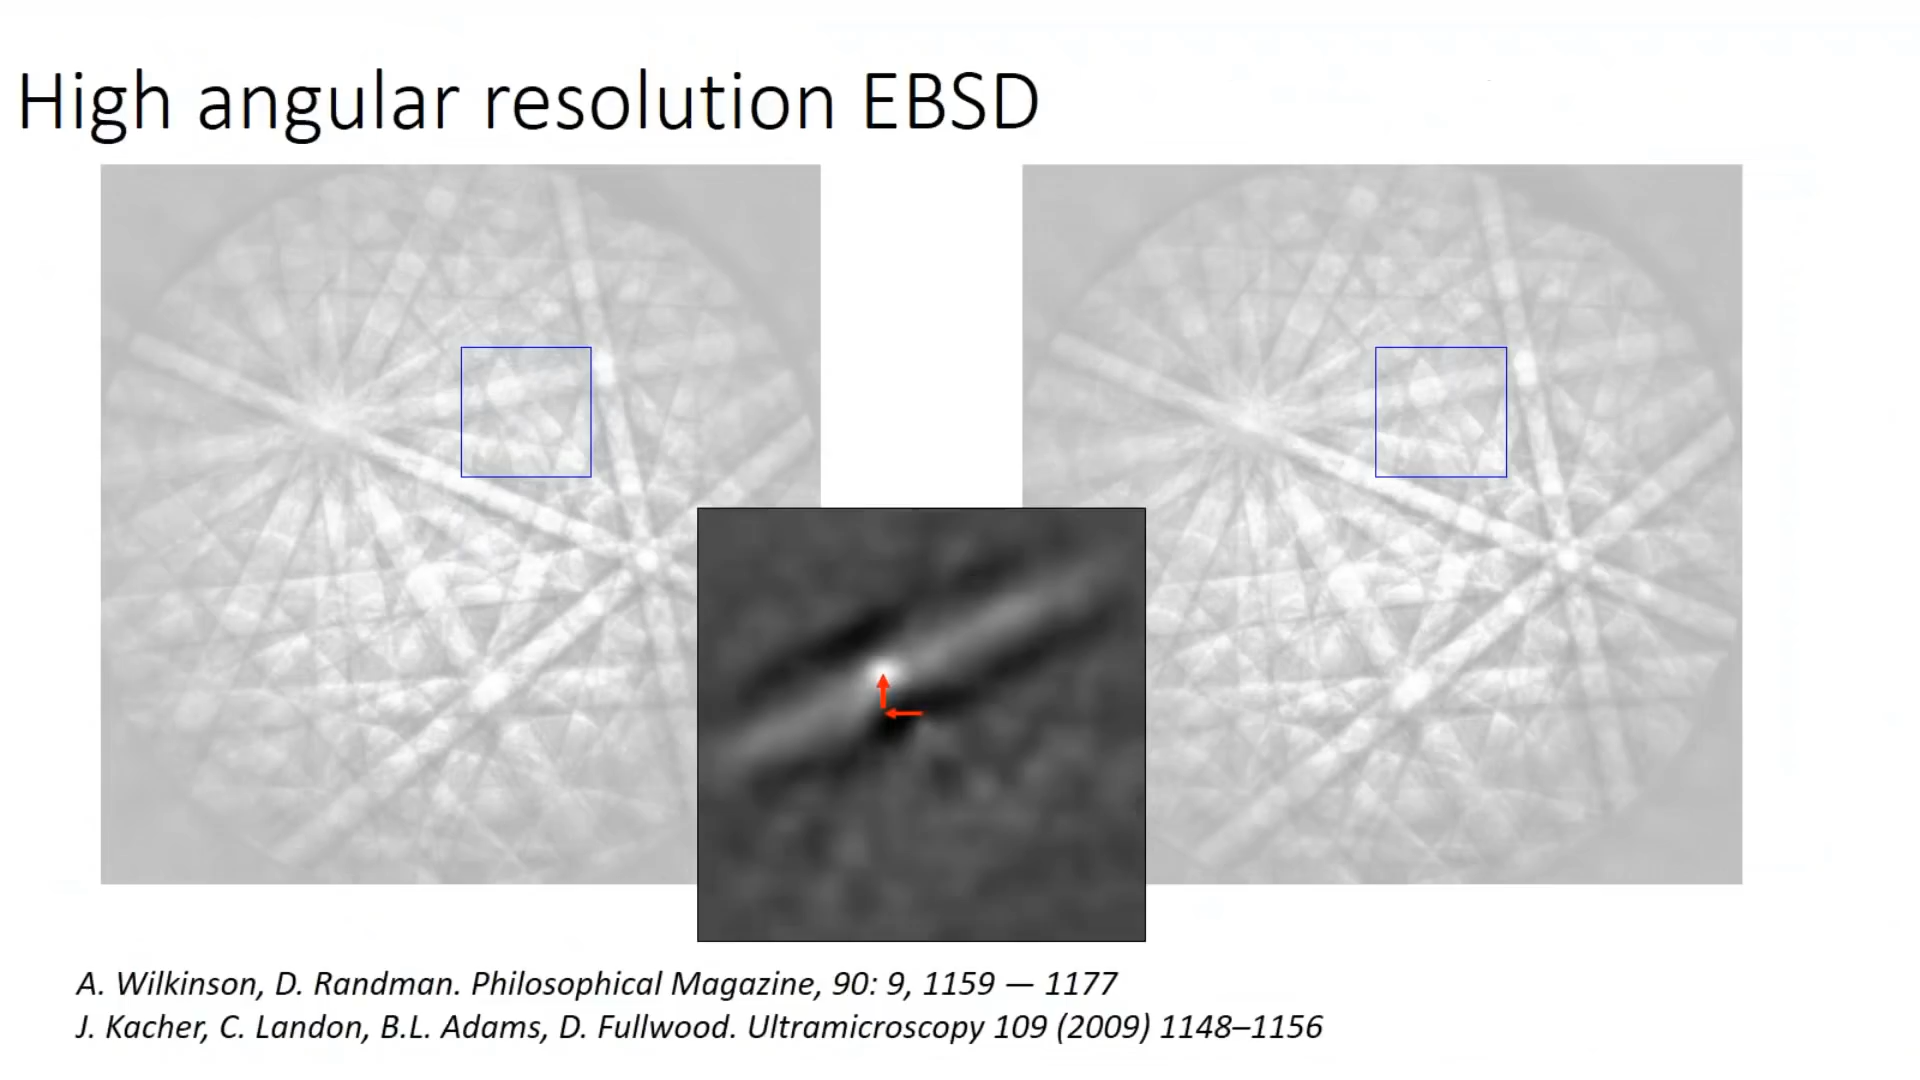 High angular resolution EBSD
A. Wilkinson, D. Randman. Philosophical Magazine, 90: 9, 1159 — 1177
J. Kacher, C. Landon, B.L. Adams, D. Fullwood. Ultramicroscopy 109 (2009) 1148–1156